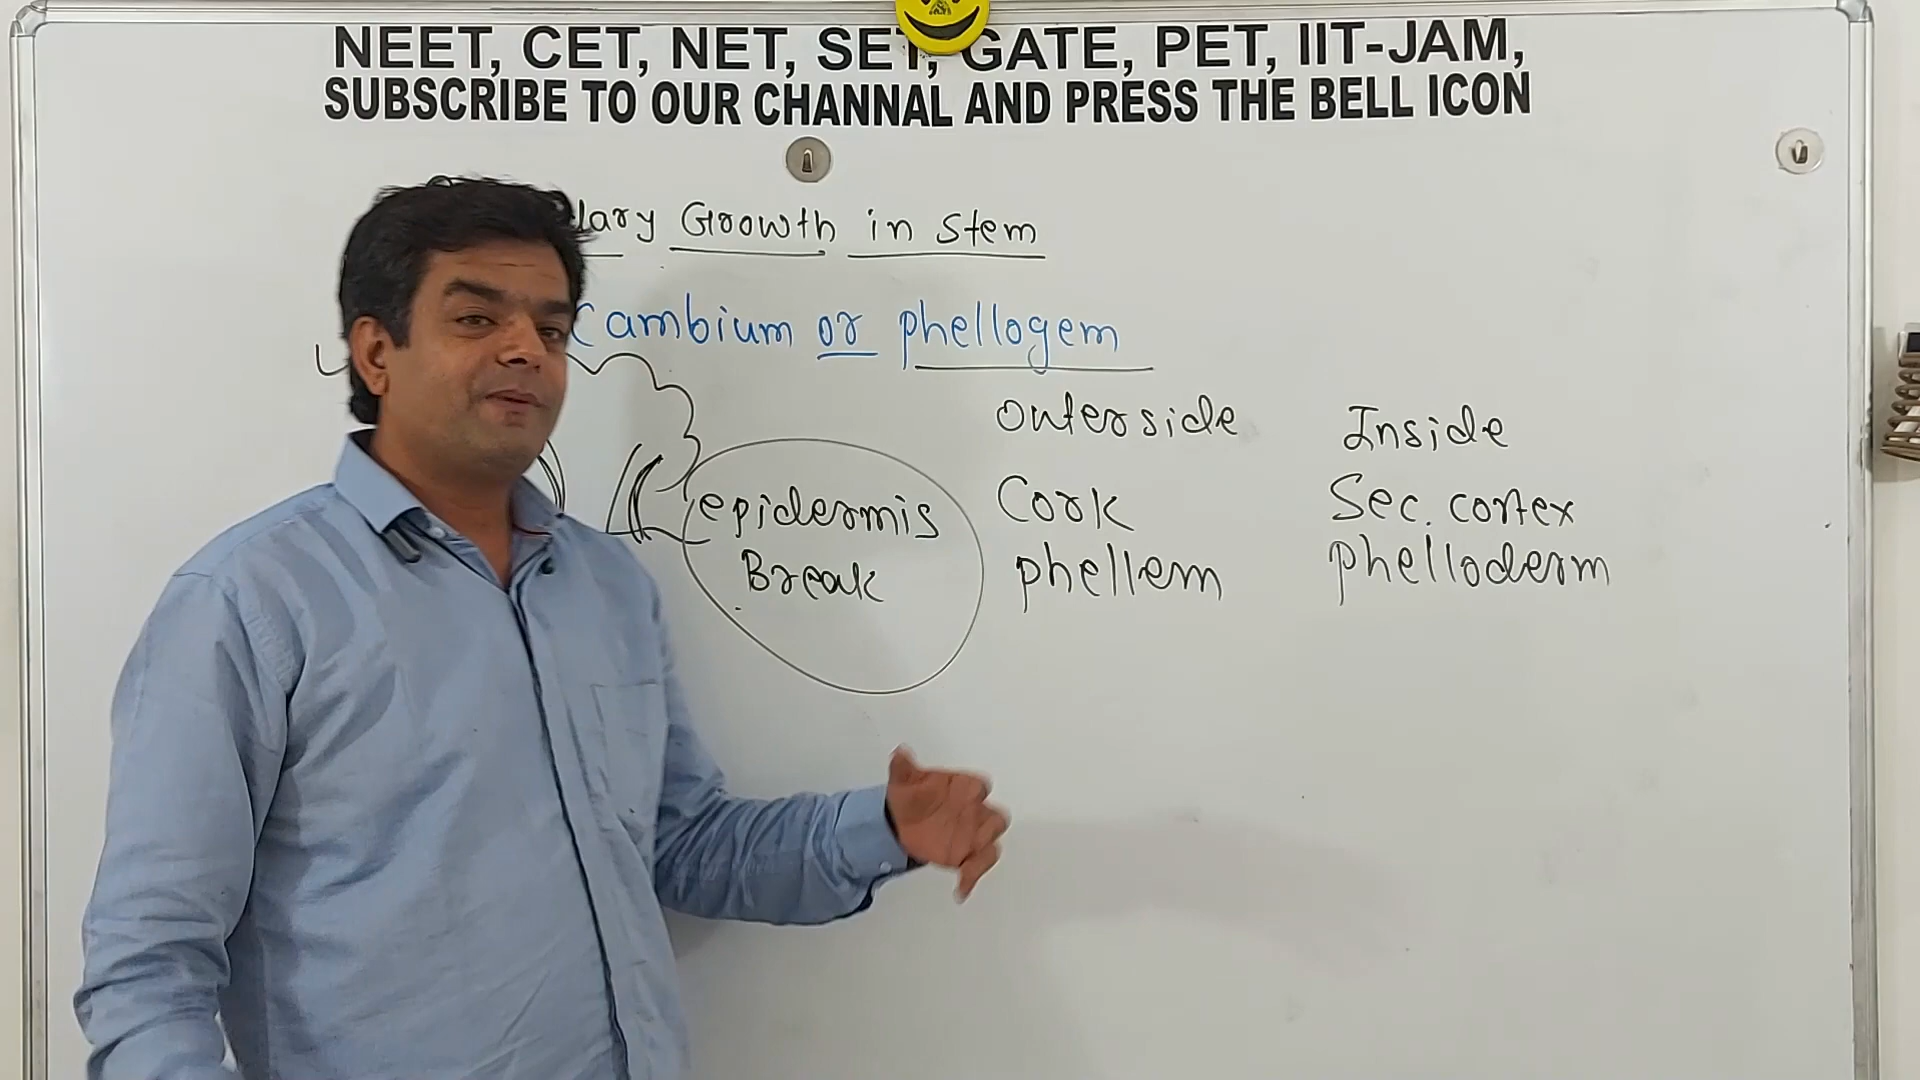 NEET, CET, NET, SET, GATE, PET, IIT-JAM,
SUBSCRIBE TO OUR CHANNAL AND PRESS THE BELL ICON
dary Growth in stem
Cambium or phellogem
Outerside Inside
epidermis Cork Sec. cortex
Break phellem phelloderm